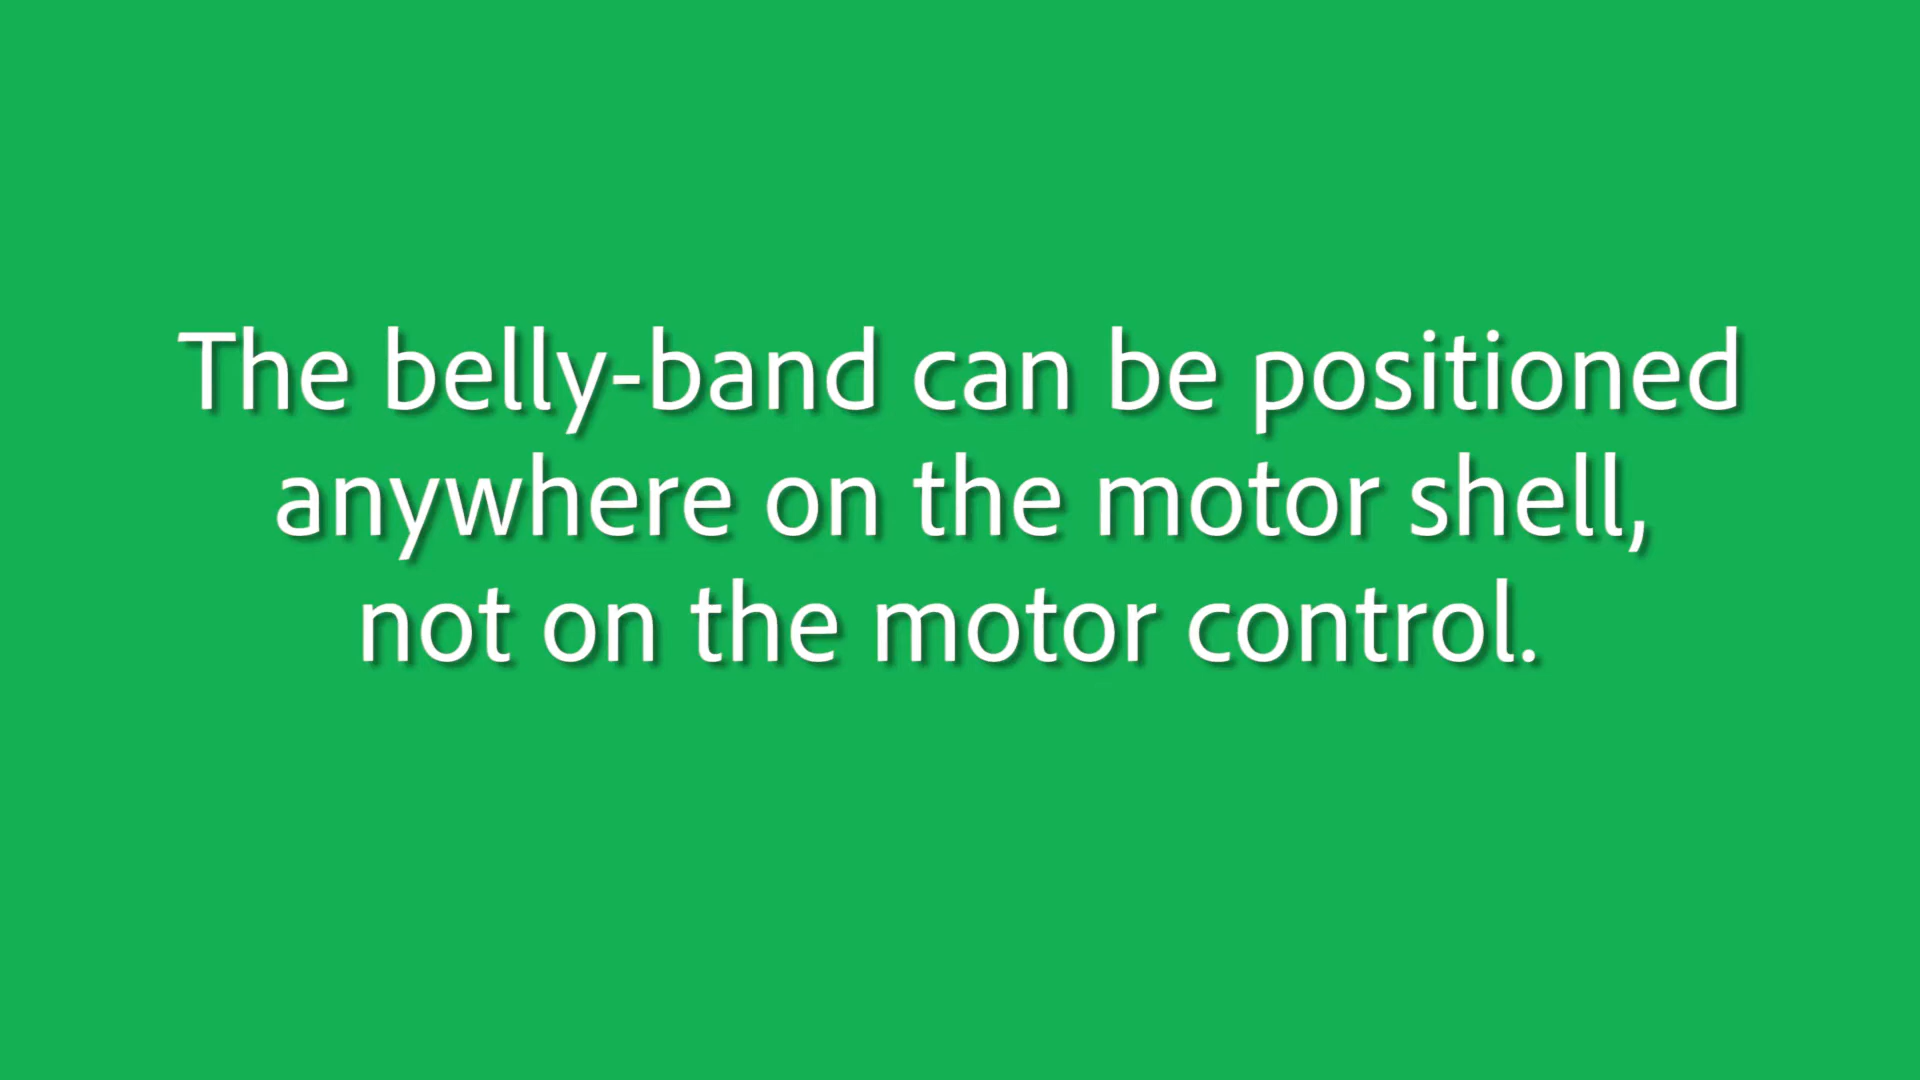 The belly-band can be positioned
anywhere on the motor shell,
not on the motor control.